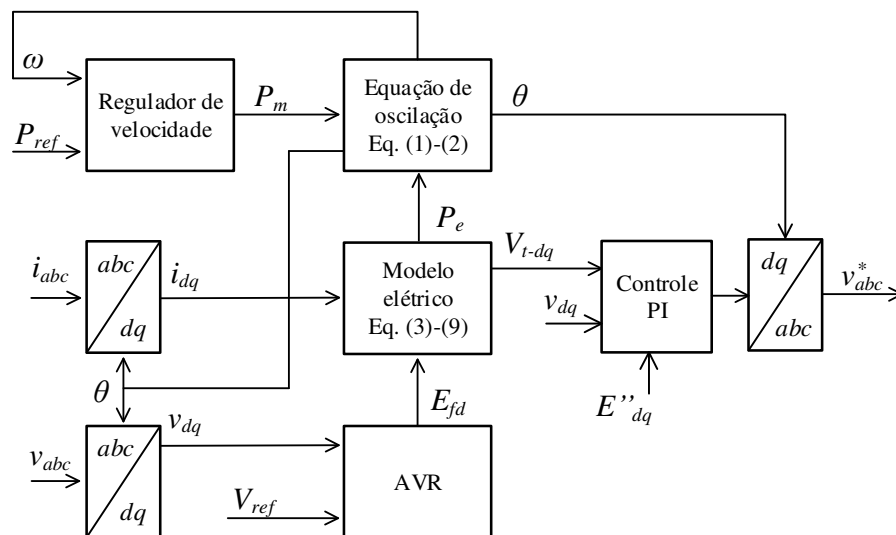 ω
P_ref
Regulador de
velocidade
P_m
Equação de
oscilação
Eq. (1)-(2)
θ
P_e
i_abc
abc
dq
i_dq
Modelo
elétrico
Eq. (3)-(9)
V_t-dq
v_dq
Controle
PI
dq
abc
v*_abc
E’’_dq
θ
E_fd
v_abc
abc
dq
v_dq
V_ref
AVR